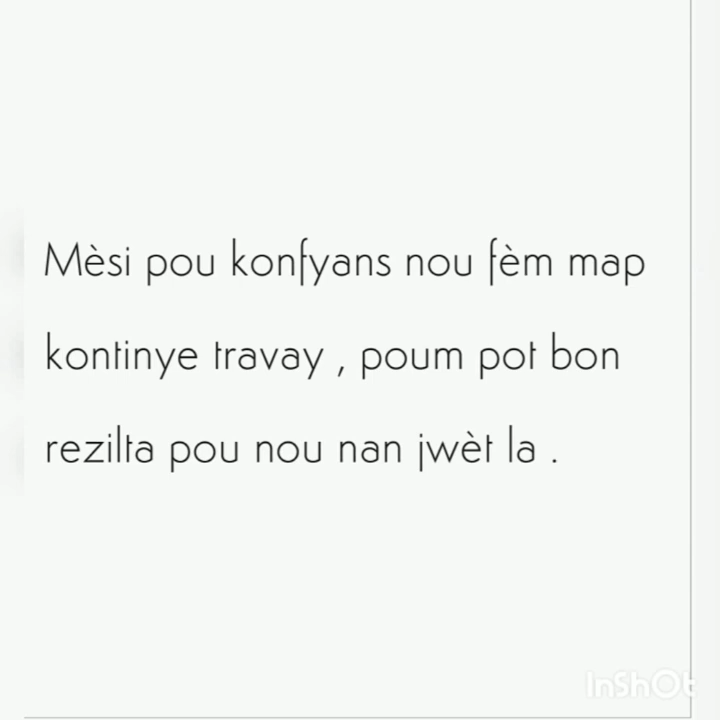 Mèsi pou konfyans nou fèm map
kontinye travay , poum pot bon
rezilta pou nou nan jwèt la .
InShOt